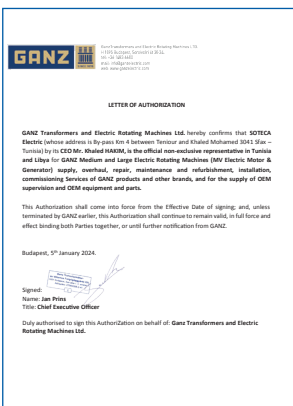 GANZ
Ganz Transformers and Electric Rotating Machines Ltd.
LETTER OF AUTHORIZATION
GANZ Transformers and Electric Rotating Machines Ltd. hereby confirms that SOTECA
Electric (whose address is By-pass Km 4 between Teniour and Khaled Mohamed 3041 Sfax –
Tunisia) by its CEO Mr. Khaled HAKIM, is the official non-exclusive representative in Tunisia
and Libya for GANZ Medium and Large Electric Rotating Machines (MV Electric Motor &
Generator) supply, overhaul, repair, maintenance and refurbishment, installation,
commissioning Services of GANZ products and other brands, and for the supply of OEM
supervision and OEM equipment and parts.
This Authorization shall come into force from the Effective Date of signing; and, unless
terminated by GANZ earlier, this Authorization shall continue to remain valid, in full force and
effect binding both Parties together, or until further notification from GANZ.
Budapest, 5th January 2024.
Signed:
Name: Jan Prins
Title: Chief Executive Officer
Duly authorised to sign this AuthoriZation on behalf of: Ganz Transformers and Electric
Rotating Machines Ltd.